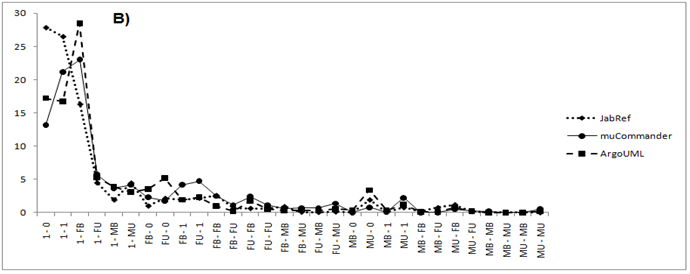 B)
30
25
20
15
10
5
0
1 - 0
1 - 1
1 - FB
1 - FU
1 - MB
1 - MU
FB - 0
FU - 0
FB - 1
FU - 1
FB - FB
FB - FU
FU - FB
FU - FU
FB - MB
FB - MU
FU - MB
FU - MU
MB - 0
MU - 0
MB - 1
MU - 1
MB - FB
MB - FU
MU - FB
MU - FU
MB - MB
MB - MU
MU - MB
MU - MU
JabRef
muCommander
ArgoUML